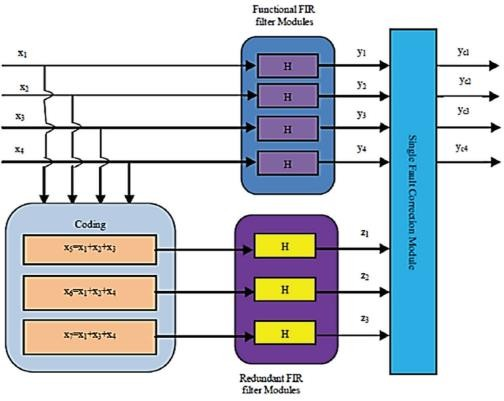 Functional FIR
filter Modules
x1
x2
x3
x4
H
H
H
H
y1
y2
y3
y4
yc1
yc2
yc3
yc4
Single Fault Correction Module
Coding
x5=x1+x2+x3
x6=x1+x2+x4
x7=x1+x3+x4
H
H
H
z1
z2
z3
Redundant FIR
filter Modules